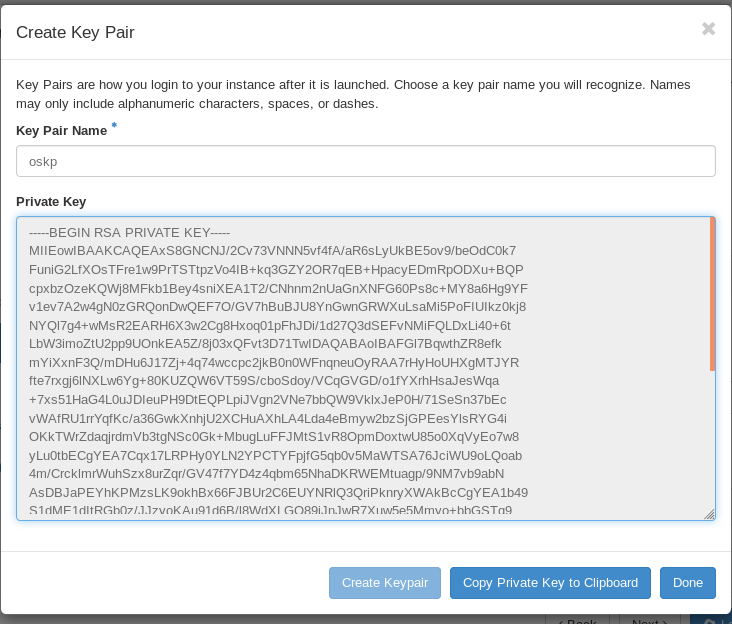 Create Key Pair
Key Pairs are how you login to your instance after it is launched. Choose a key pair name you will recognize. Names
may only include alphanumeric characters, spaces, or dashes.
Key Pair Name *
oskp
Private Key
-----BEGIN RSA PRIVATE KEY-----
MIIEowIBAAKCAQEAxS8GNCNJ/2Cv73VNNN5vf4fA/aR6sLyUkBE5ov9/beOdC0k7
FuniG2LfXOsTFre1w9PrTSTtpzVo4IB+kq3GZY2OR7qEB+HpacyEDmRpODXu+BQP
cpxbzOzeKQWj8MFkb1Bey4sniXEA1T2/CNhnm2nUaGnXNFG60Ps8c+MY8a6Hg9YF
v1ev7A2w4gN0zGRQonDwQEF7O/GV7hBuBJU8YnGwnGRWXuLsaMi5PoFIUIkz0kj8
NYQl7g4+wMsR2EARH6X3w2Cg8Hxoq01pFhJDi/1d27Q3dSEFvNMiFQLDxLi40+6t
LbW3imoZtU2pp9UOnkEA5Z/8j03xQFvt3D71TwIDAQABAoIBAFGl7BqwthZR8efk
mYiXxnF3Q/mDHu6J17Zj+4q74wccpc2jkB0n0WFnqneuOyRAA7rHyHoUHXgMTJYR
fte7rxgj6lNXLw6Yg+80KUZQW6VT59S/cboSdoy/VCqGVGD/o1fYXrhHsaJesWqa
+7xs51HaG4L0uJDIeuPH9DtEQPLpiJVgn2VNe7bbQW9VklxJeP0H/71SeSn37bEc
vWAfRU1rrYqfKc/a36GwkXnhjU2XCHuAXhLA4Lda4eBmyw2bzSjGPEesYlsRYG4i
OKkTWrZdaqjrdmVb3tgNSc0Gk+MbugLuFFJMtS1vR8OpmDoxtwU85o0XqVyEo7w8
yLu0tbECgYEA7Cqx17LRPHy0YLN2YPCTYFpjfG5qb0v5MaWTSA76JciWU9oLQoab
4m/CrcklmrWuhSzx8urZqr/GV47f7YD4z4qbm65NhaDKRWEMtuagp/9NM7vb9abN
AsDBJaPEYhKPMzsLK9okhBx66FJBUr2C6EUYNRlQ3QriPknryXWAkBcCgYEA1b49
Create Keypair
Copy Private Key to Clipboard
Done
Back
Next